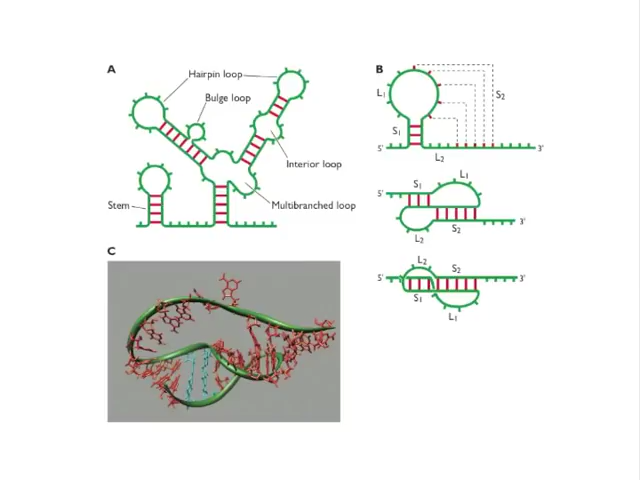 A
Hairpin loop
Bulge loop
Interior loop
Stem
Multibranched loop
B
L1
S2
S1
5'
3'
L2
L1
S1
5'
3'
S2
L2
L2
S2
5'
3'
S1
L1
C